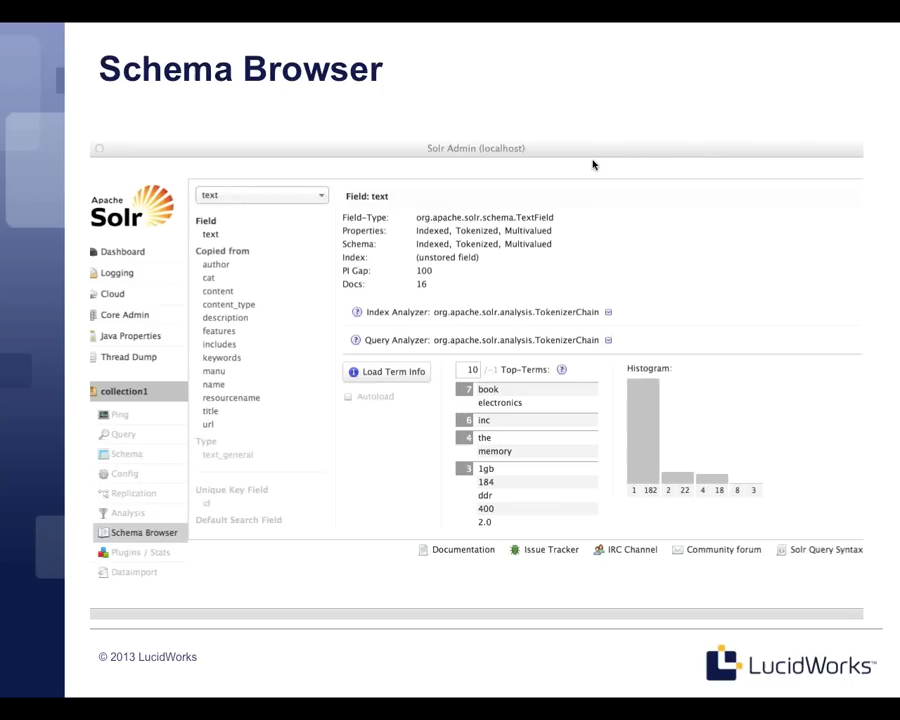 Schema Browser
Solr Admin (localhost)
Apache
Solr
Dashboard
Logging
Cloud
Core Admin
Java Properties
Thread Dump
collection1
Ping
Query
Schema
Config
Replication
Analysis
Schema Browser
Plugins / Stats
Dataimport
text
Field
text
Copied from
author
cat
content
content_type
description
features
includes
keywords
manu
name
resourcename
title
url
Type
text_general
Unique Key Field
id
Default Search Field
Field: text
Field-Type: org.apache.solr.schema.TextField
Properties: Indexed, Tokenized, Multivalued
Schema: Indexed, Tokenized, Multivalued
Index: (unstored field)
PI Gap: 100
Docs: 16
Index Analyzer: org.apache.solr.analysis.TokenizerChain
Query Analyzer: org.apache.solr.analysis.TokenizerChain
Load Term Info
Autoload
10 /-1 Top-Terms:
7 book
electronics
6 inc
4 the
memory
3 1gb
184
ddr
400
2.0
Histogram:
1 182 2 22 4 18 8 3
Documentation Issue Tracker IRC Channel Community forum Solr Query Syntax
© 2013 LucidWorks
LucidWorks™